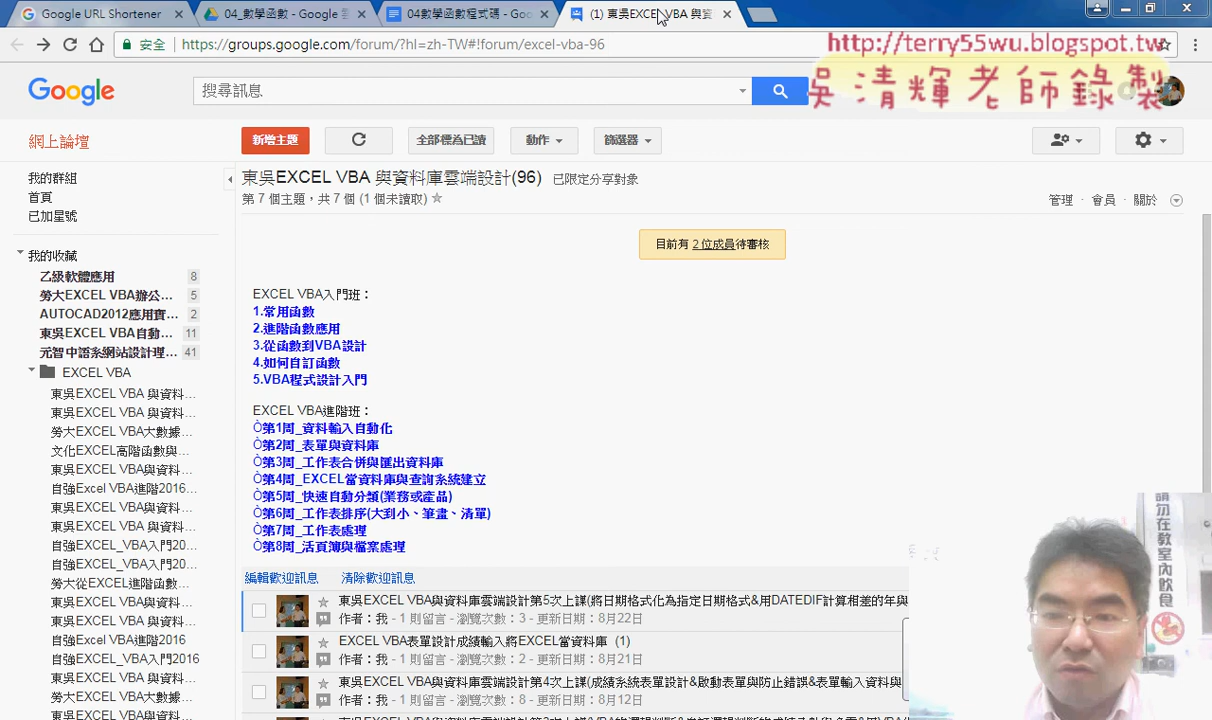 Google URL Shortener
04_數學函數 - Google 雲
04數學函數程式碼 - Goo
(1) 東吳EXCEL VBA 與資
安全
https://groups.google.com/forum/?hl=zh-TW#!forum/excel-vba-96
http://terry55wu.blogspot.tw
吳清輝老師錄製
Google
搜尋訊息
網上論壇
新增主題
全部標為已讀
動作
篩選器
我的群組
首頁
已加星號
東吳EXCEL VBA 與資料庫雲端設計(96) 已限定分享對象
第 7 個主題，共 7 個 (1 個未讀取)
管理 · 會員 · 關於
目前有 2 位成員待審核
我的收藏
乙級軟體應用 8
勞大EXCEL VBA辦公... 5
AUTOCAD2012應用實... 2
東吳EXCEL VBA自動... 11
元智中語系網站設計理... 41
EXCEL VBA
東吳EXCEL VBA 與資料...
東吳EXCEL VBA 與資料...
勞大EXCEL VBA大數據...
文化EXCEL高階函數與...
東吳EXCEL VBA與資料...
自強Excel VBA進階2016...
東吳EXCEL VBA與資料...
東吳EXCEL VBA 與資料...
自強EXCEL_VBA入門20...
自強EXCEL_VBA入門20...
勞大從EXCEL進階函數...
東吳EXCEL VBA與資料...
東吳EXCEL VBA與資料...
自強Excel VBA進階2016
自強EXCEL_VBA入門2016
東吳EXCEL VBA與資料...
勞大EXCEL VBA大數據...
東吳EXCEL VBA與資料...
EXCEL VBA入門班：
1.常用函數
2.進階函數應用
3.從函數到VBA設計
4.如何自訂函數
5.VBA程式設計入門
EXCEL VBA進階班：
Ò第1周_資料輸入自動化
Ò第2周_表單與資料庫
Ò第3周_工作表合併與匯出資料庫
Ò第4周_EXCEL當資料庫與查詢系統建立
Ò第5周_快速自動分類(業務或產品)
Ò第6周_工作表排序(大到小、筆畫、清單)
Ò第7周_工作表處理
Ò第8周_活頁簿與檔案處理
編輯歡迎訊息 清除歡迎訊息
東吳EXCEL VBA與資料庫雲端設計第5次上課(將日期格式化為指定日期格式&用DATEDIF計算相差的年與
作者：我 - 1 則留言 - 瀏覽次數：3 - 更新日期：8月22日
EXCEL VBA表單設計成績輸入將EXCEL當資料庫 (1)
作者：我 - 1 則留言 - 瀏覽次數：2 - 更新日期：8月21日
東吳EXCEL VBA與資料庫雲端設計第4次上課(成績系統表單設計&啟動表單與防止錯誤&表單輸入資料與
作者：我 - 1 則留言 - 瀏覽次數：8 - 更新日期：8月12日
請勿在教室內飲食